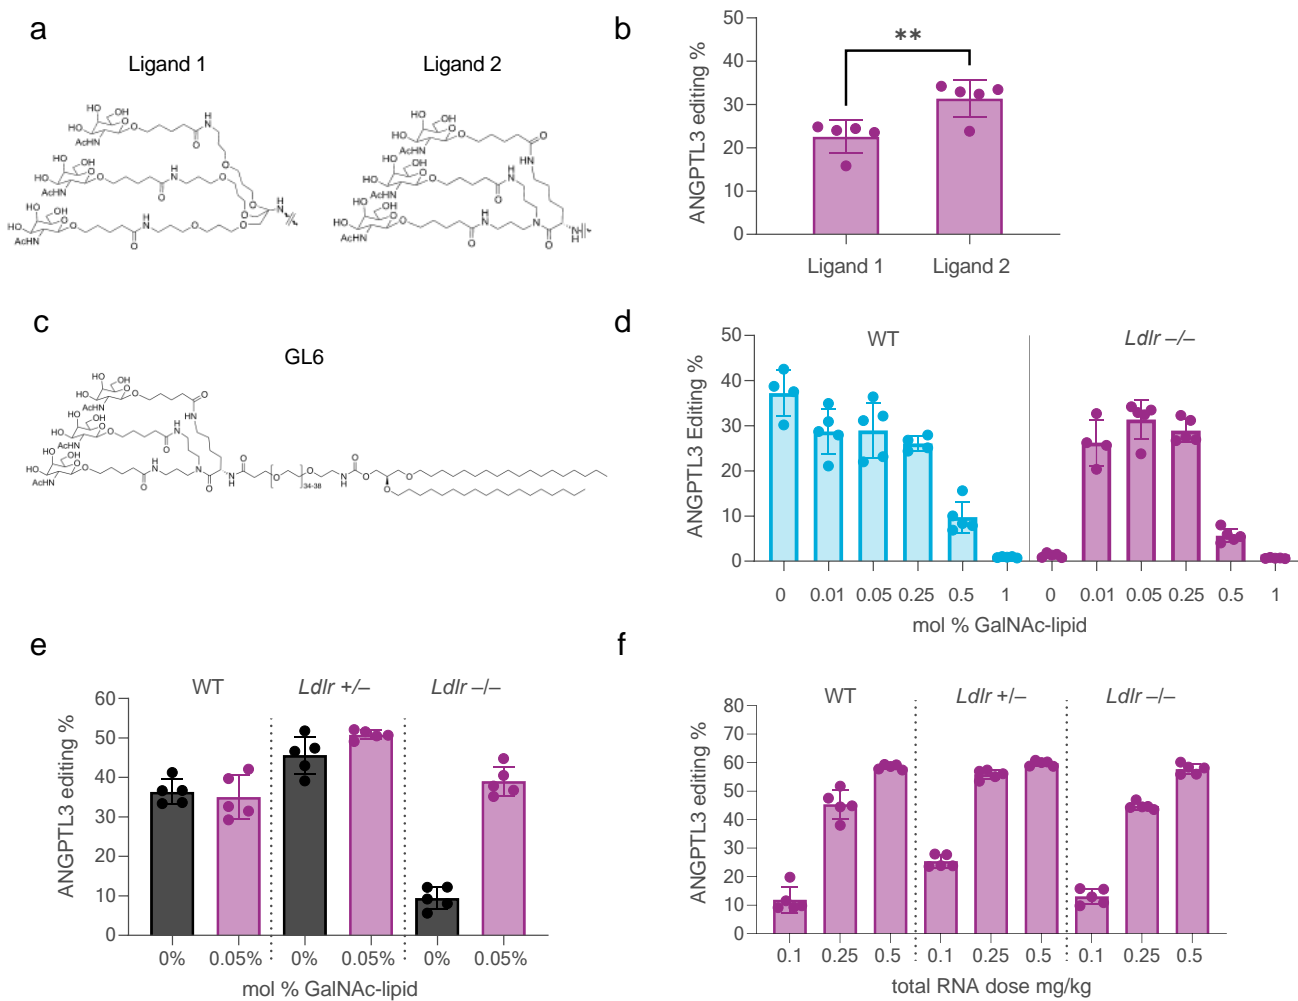 a
Ligand 1
Ligand 2
b
ANGPTL3 editing %
50
40
30
20
10
0
**
Ligand 1
Ligand 2
c
GL6
34-38
d
ANGPTL3 Editing %
50
40
30
20
10
0
WT
Ldlr –/–
0 0.01 0.05 0.25 0.5 1 0 0.01 0.05 0.25 0.5 1
mol % GalNAc-lipid
e
ANGPTL3 editing %
60
50
40
30
20
10
0
WT Ldlr +/– Ldlr –/–
0% 0.05% 0% 0.05% 0% 0.05%
mol % GalNAc-lipid
f
ANGPTL3 editing %
80
70
60
50
40
30
20
10
0
WT Ldlr +/– Ldlr –/–
0.1 0.25 0.5 0.1 0.25 0.5 0.1 0.25 0.5
total RNA dose mg/kg